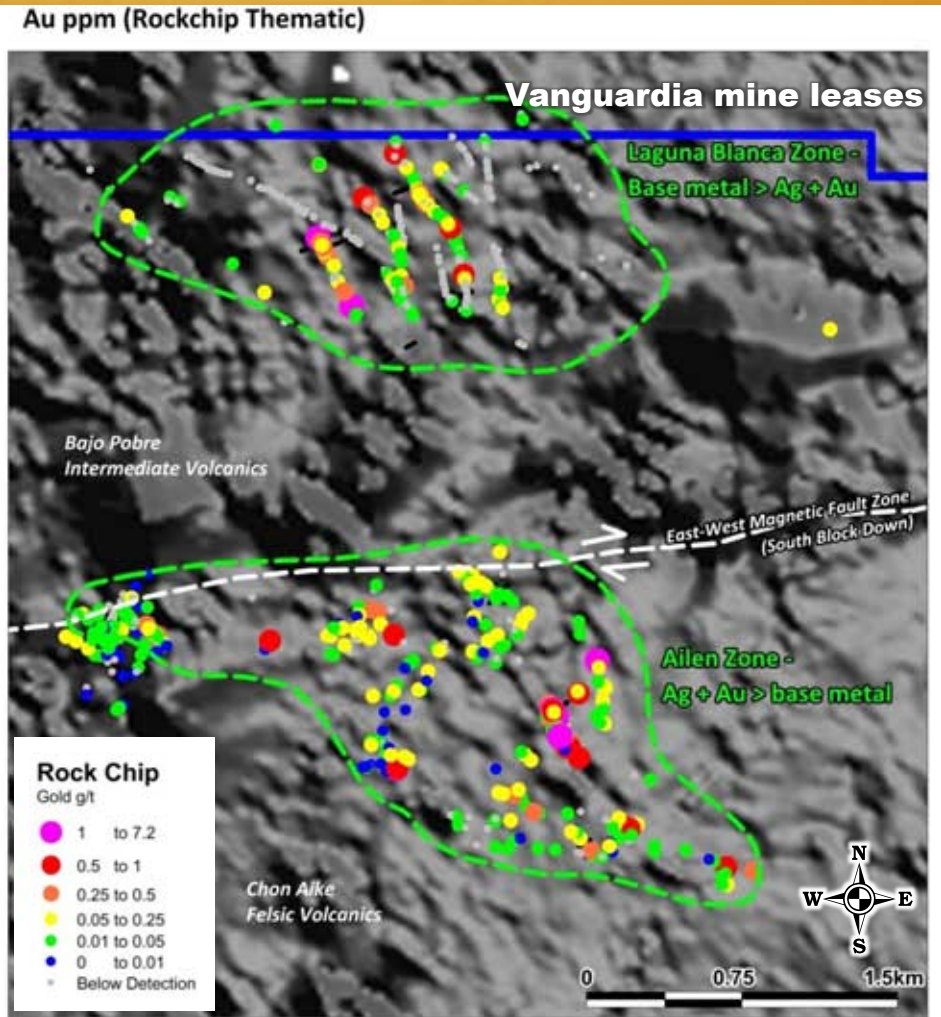 Au ppm (Rockchip Thematic)
Vanguardia mine leases
Laguna Blanca Zone -
Base metal > Ag + Au
Bajo Pobre
Intermediate Volcanics
East-West Magnetic Fault Zone
(South Block Down)
Ailen Zone -
Ag + Au > base metal
Rock Chip
Gold g/t
1 to 7.2
0.5 to 1
0.25 to 0.5
0.05 to 0.25
0.01 to 0.05
0 to 0.01
Below Detection
Chon Aike
Felsic Volcanics
N
W E
S
0 0.75 1.5km